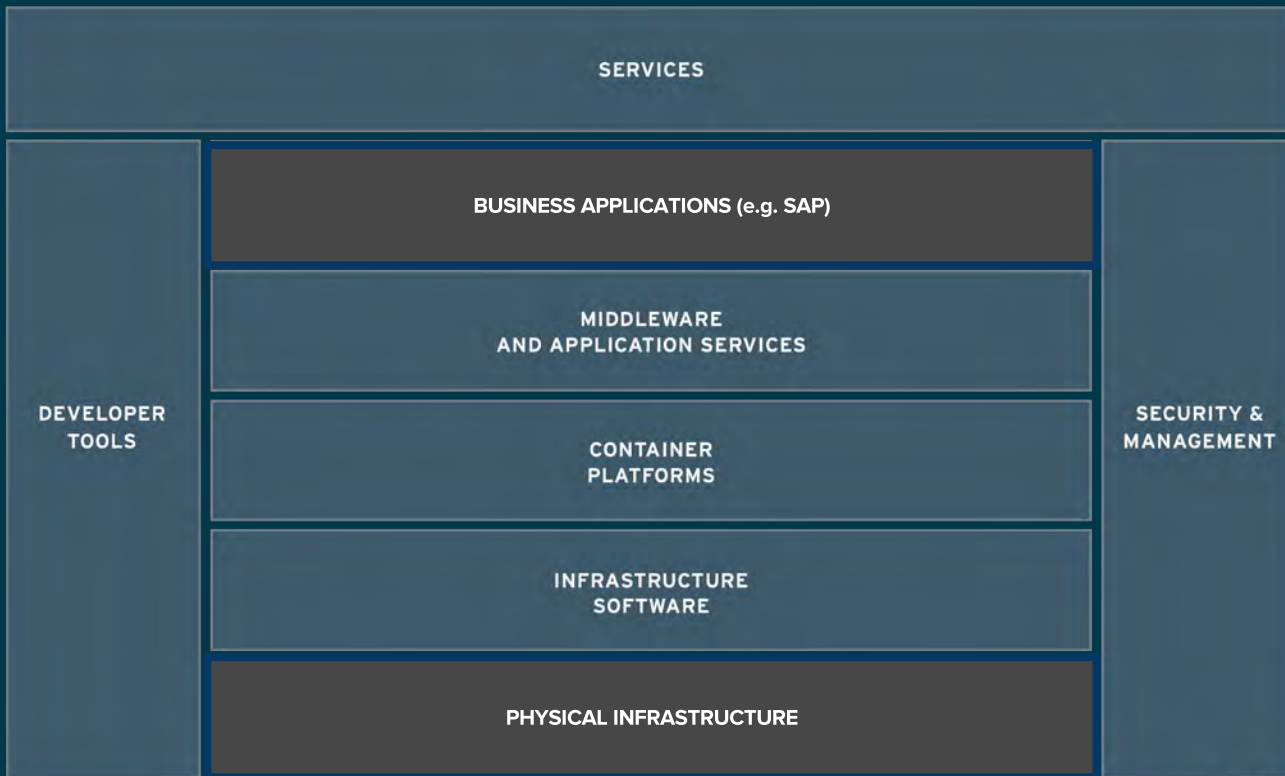 SERVICES
BUSINESS APPLICATIONS (e.g. SAP)
MIDDLEWARE
AND APPLICATION SERVICES
DEVELOPER
TOOLS
CONTAINER
PLATFORMS
SECURITY &
MANAGEMENT
INFRASTRUCTURE
SOFTWARE
PHYSICAL INFRASTRUCTURE